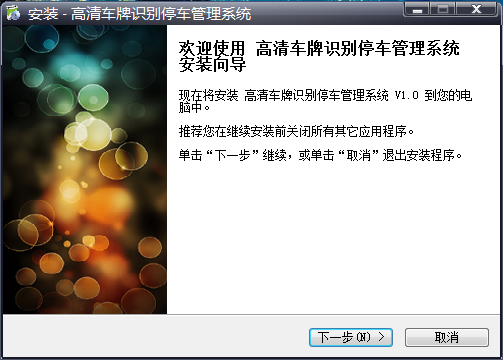 安装 - 高清车牌识别停车管理系统
欢迎使用 高清车牌识别停车管理系统
安装向导
现在将安装 高清车牌识别停车管理系统 V1.0 到您的电
脑中。
推荐您在继续安装前关闭所有其它应用程序。
单击“下一步”继续，或单击“取消”退出安装程序。
下一步(N) >
取消